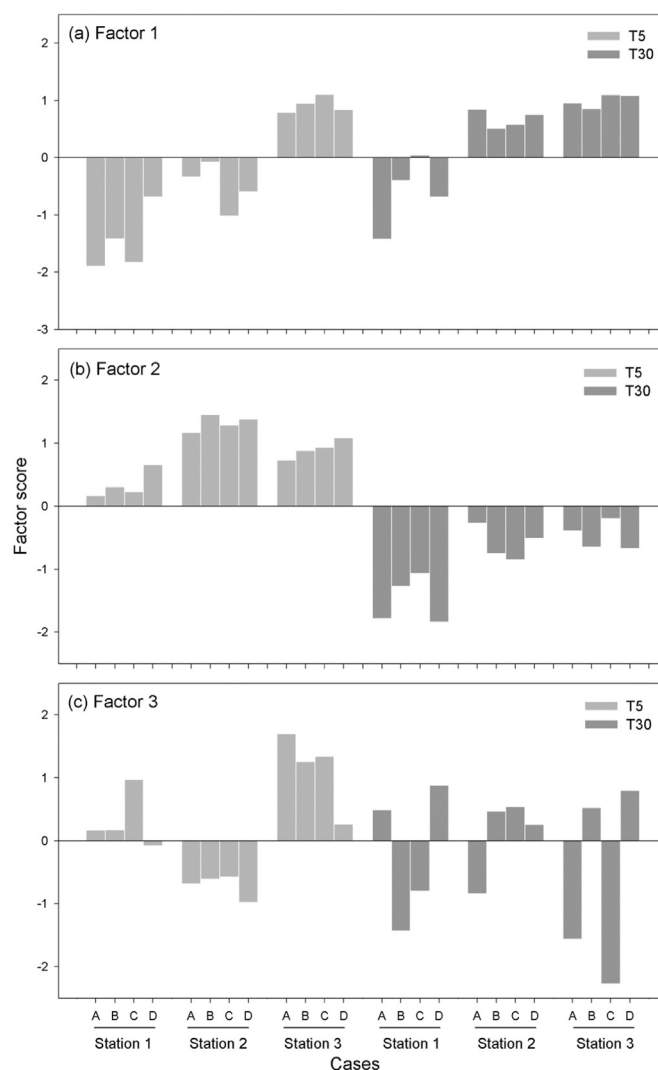 (a) Factor 1
T5
T30
2
1
0
-1
-2
-3
(b) Factor 2
T5
T30
2
1
0
-1
-2
Factor score
(c) Factor 3
T5
T30
2
1
0
-1
-2
A B C D A B C D A B C D A B C D A B C D A B C D
Station 1 Station 2 Station 3 Station 1 Station 2 Station 3
Cases